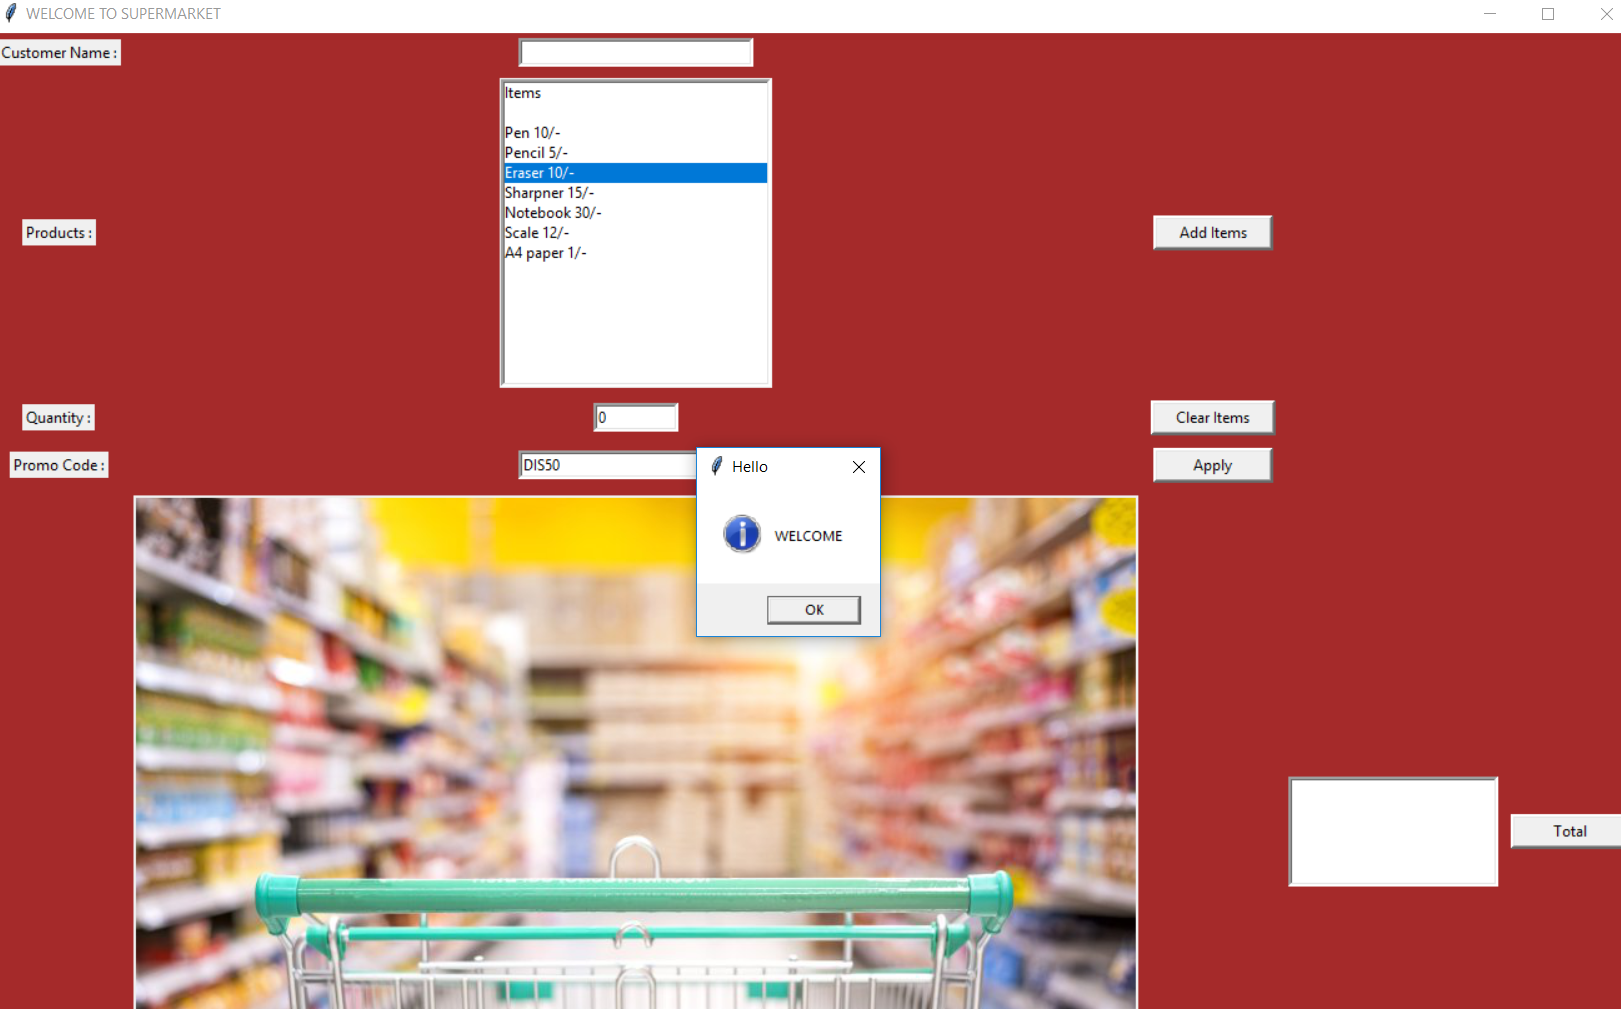 WELCOME TO SUPERMARKET
Customer Name :
Items
Pen 10/-
Pencil 5/-
Eraser 10/-
Sharpner 15/-
Notebook 30/-
Scale 12/-
A4 paper 1/-
Products :
Add Items
Quantity :
0
Clear Items
Promo Code :
DIS50
Apply
Hello
WELCOME
OK
Total